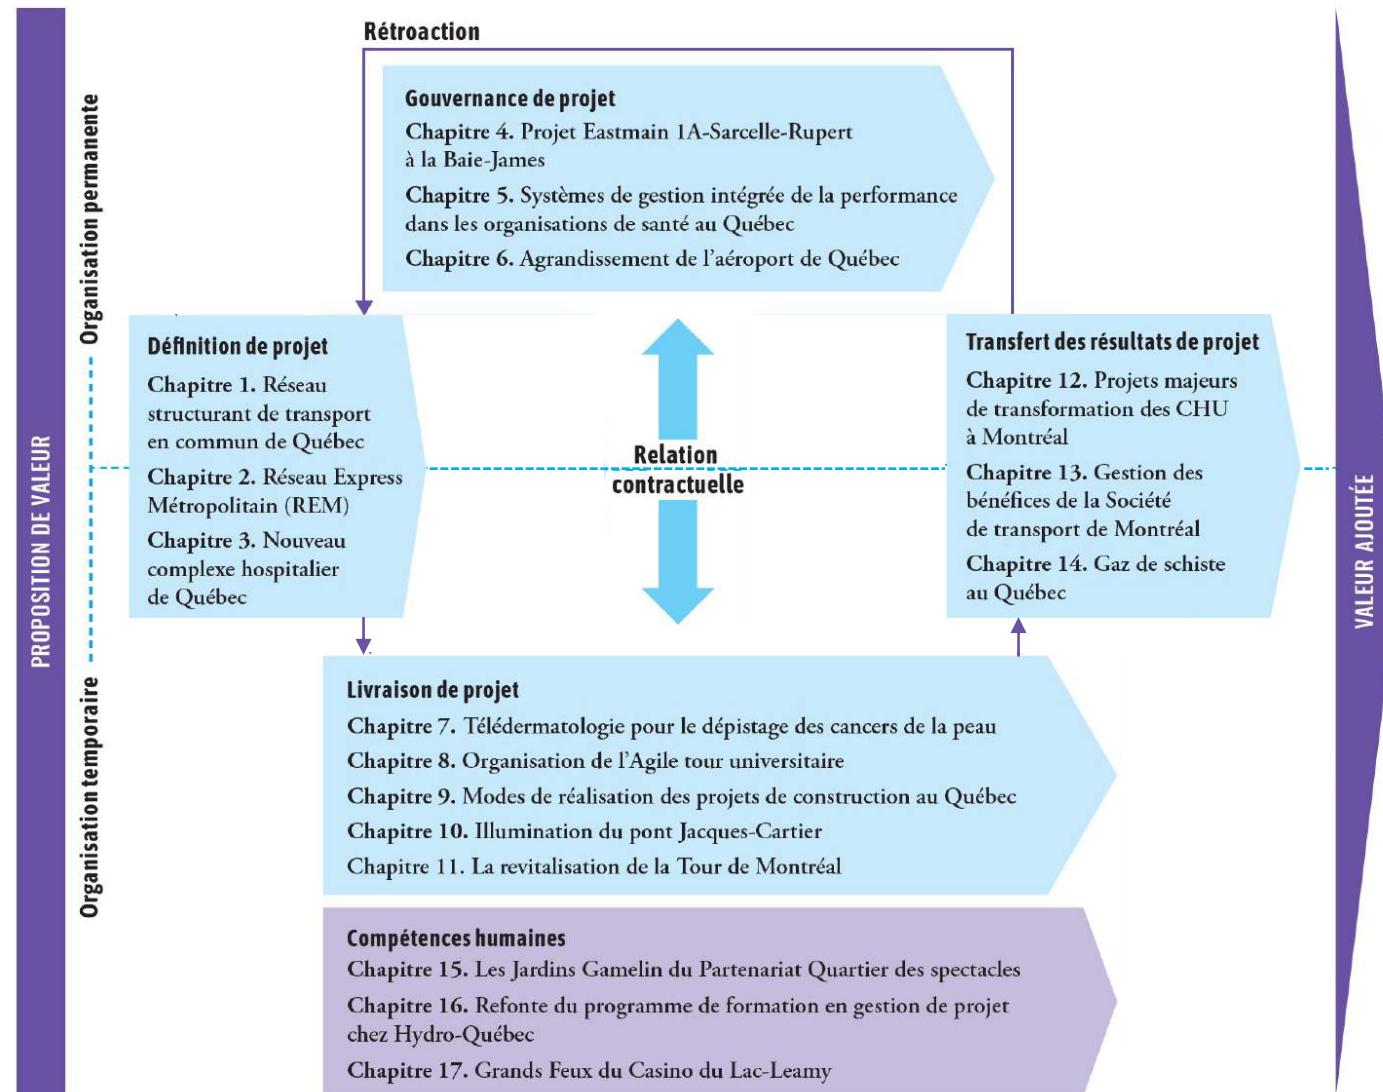 Rétroaction
Gouvernance de projet
Chapitre 4. Projet Eastmain 1A-Sarcelle-Rupert
à la Baie-James
Chapitre 5. Systèmes de gestion intégrée de la performance
dans les organisations de santé au Québec
Chapitre 6. Agrandissement de l’aéroport de Québec
Organisation permanente
Organisation temporaire
PROPOSITION DE VALEUR
Définition de projet
Chapitre 1. Réseau
structurant de transport
en commun de Québec
Chapitre 2. Réseau Express
Métropolitain (REM)
Chapitre 3. Nouveau
complexe hospitalier
de Québec
Relation
contractuelle
Transfert des résultats de projet
Chapitre 12. Projets majeurs
de transformation des CHU
à Montréal
Chapitre 13. Gestion des
bénéfices de la Société
de transport de Montréal
Chapitre 14. Gaz de schiste
au Québec
VALEUR AJOUTÉE
Livraison de projet
Chapitre 7. Télédermatologie pour le dépistage des cancers de la peau
Chapitre 8. Organisation de l’Agile tour universitaire
Chapitre 9. Modes de réalisation des projets de construction au Québec
Chapitre 10. Illumination du pont Jacques-Cartier
Chapitre 11. La revitalisation de la Tour de Montréal
Compétences humaines
Chapitre 15. Les Jardins Gamelin du Partenariat Quartier des spectacles
Chapitre 16. Refonte du programme de formation en gestion de projet
chez Hydro-Québec
Chapitre 17. Grands Feux du Casino du Lac-Leamy